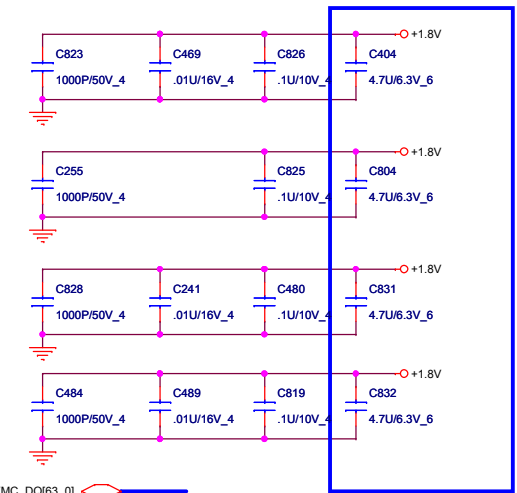 +1.8V
C823 C469 C826 C404
1000P/50V_4 .01U/16V_4 .1U/10V_4 4.7U/6.3V_6
+1.8V
C255 C825 C804
1000P/50V_4 .1U/10V_4 4.7U/6.3V_6
+1.8V
C828 C241 C480 C831
1000P/50V_4 .01U/16V_4 .1U/10V_4 4.7U/6.3V_6
+1.8V
C484 C489 C819 C832
1000P/50V_4 .01U/16V_4 .1U/10V_4 4.7U/6.3V_6